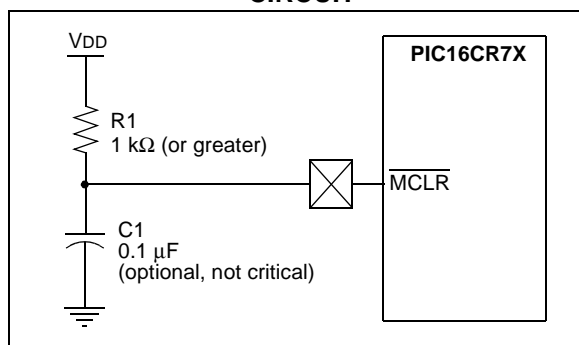 CIRCUIT
VDD
PIC16CR7X
R1
1 kΩ (or greater)
MCLR
C1
0.1 μF
(optional, not critical)